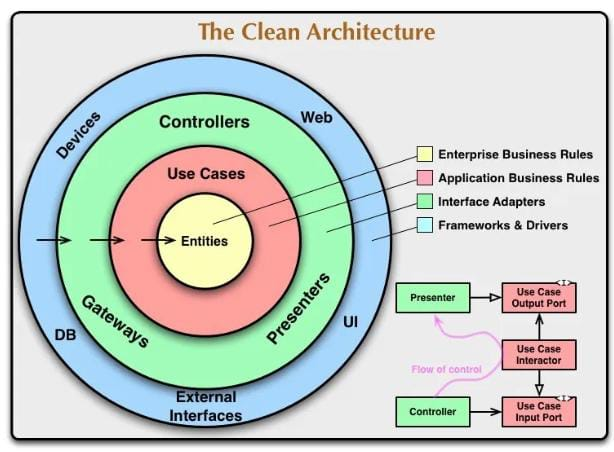 The Clean Architecture
Devices
Web
Controllers
Use Cases
Entities
Gateways
Presenters
DB
UI
External
Interfaces
Enterprise Business Rules
Application Business Rules
Interface Adapters
Frameworks & Drivers
Presenter
Use Case
Output Port
Flow of control
Use Case
Interactor
Controller
Use Case
Input Port